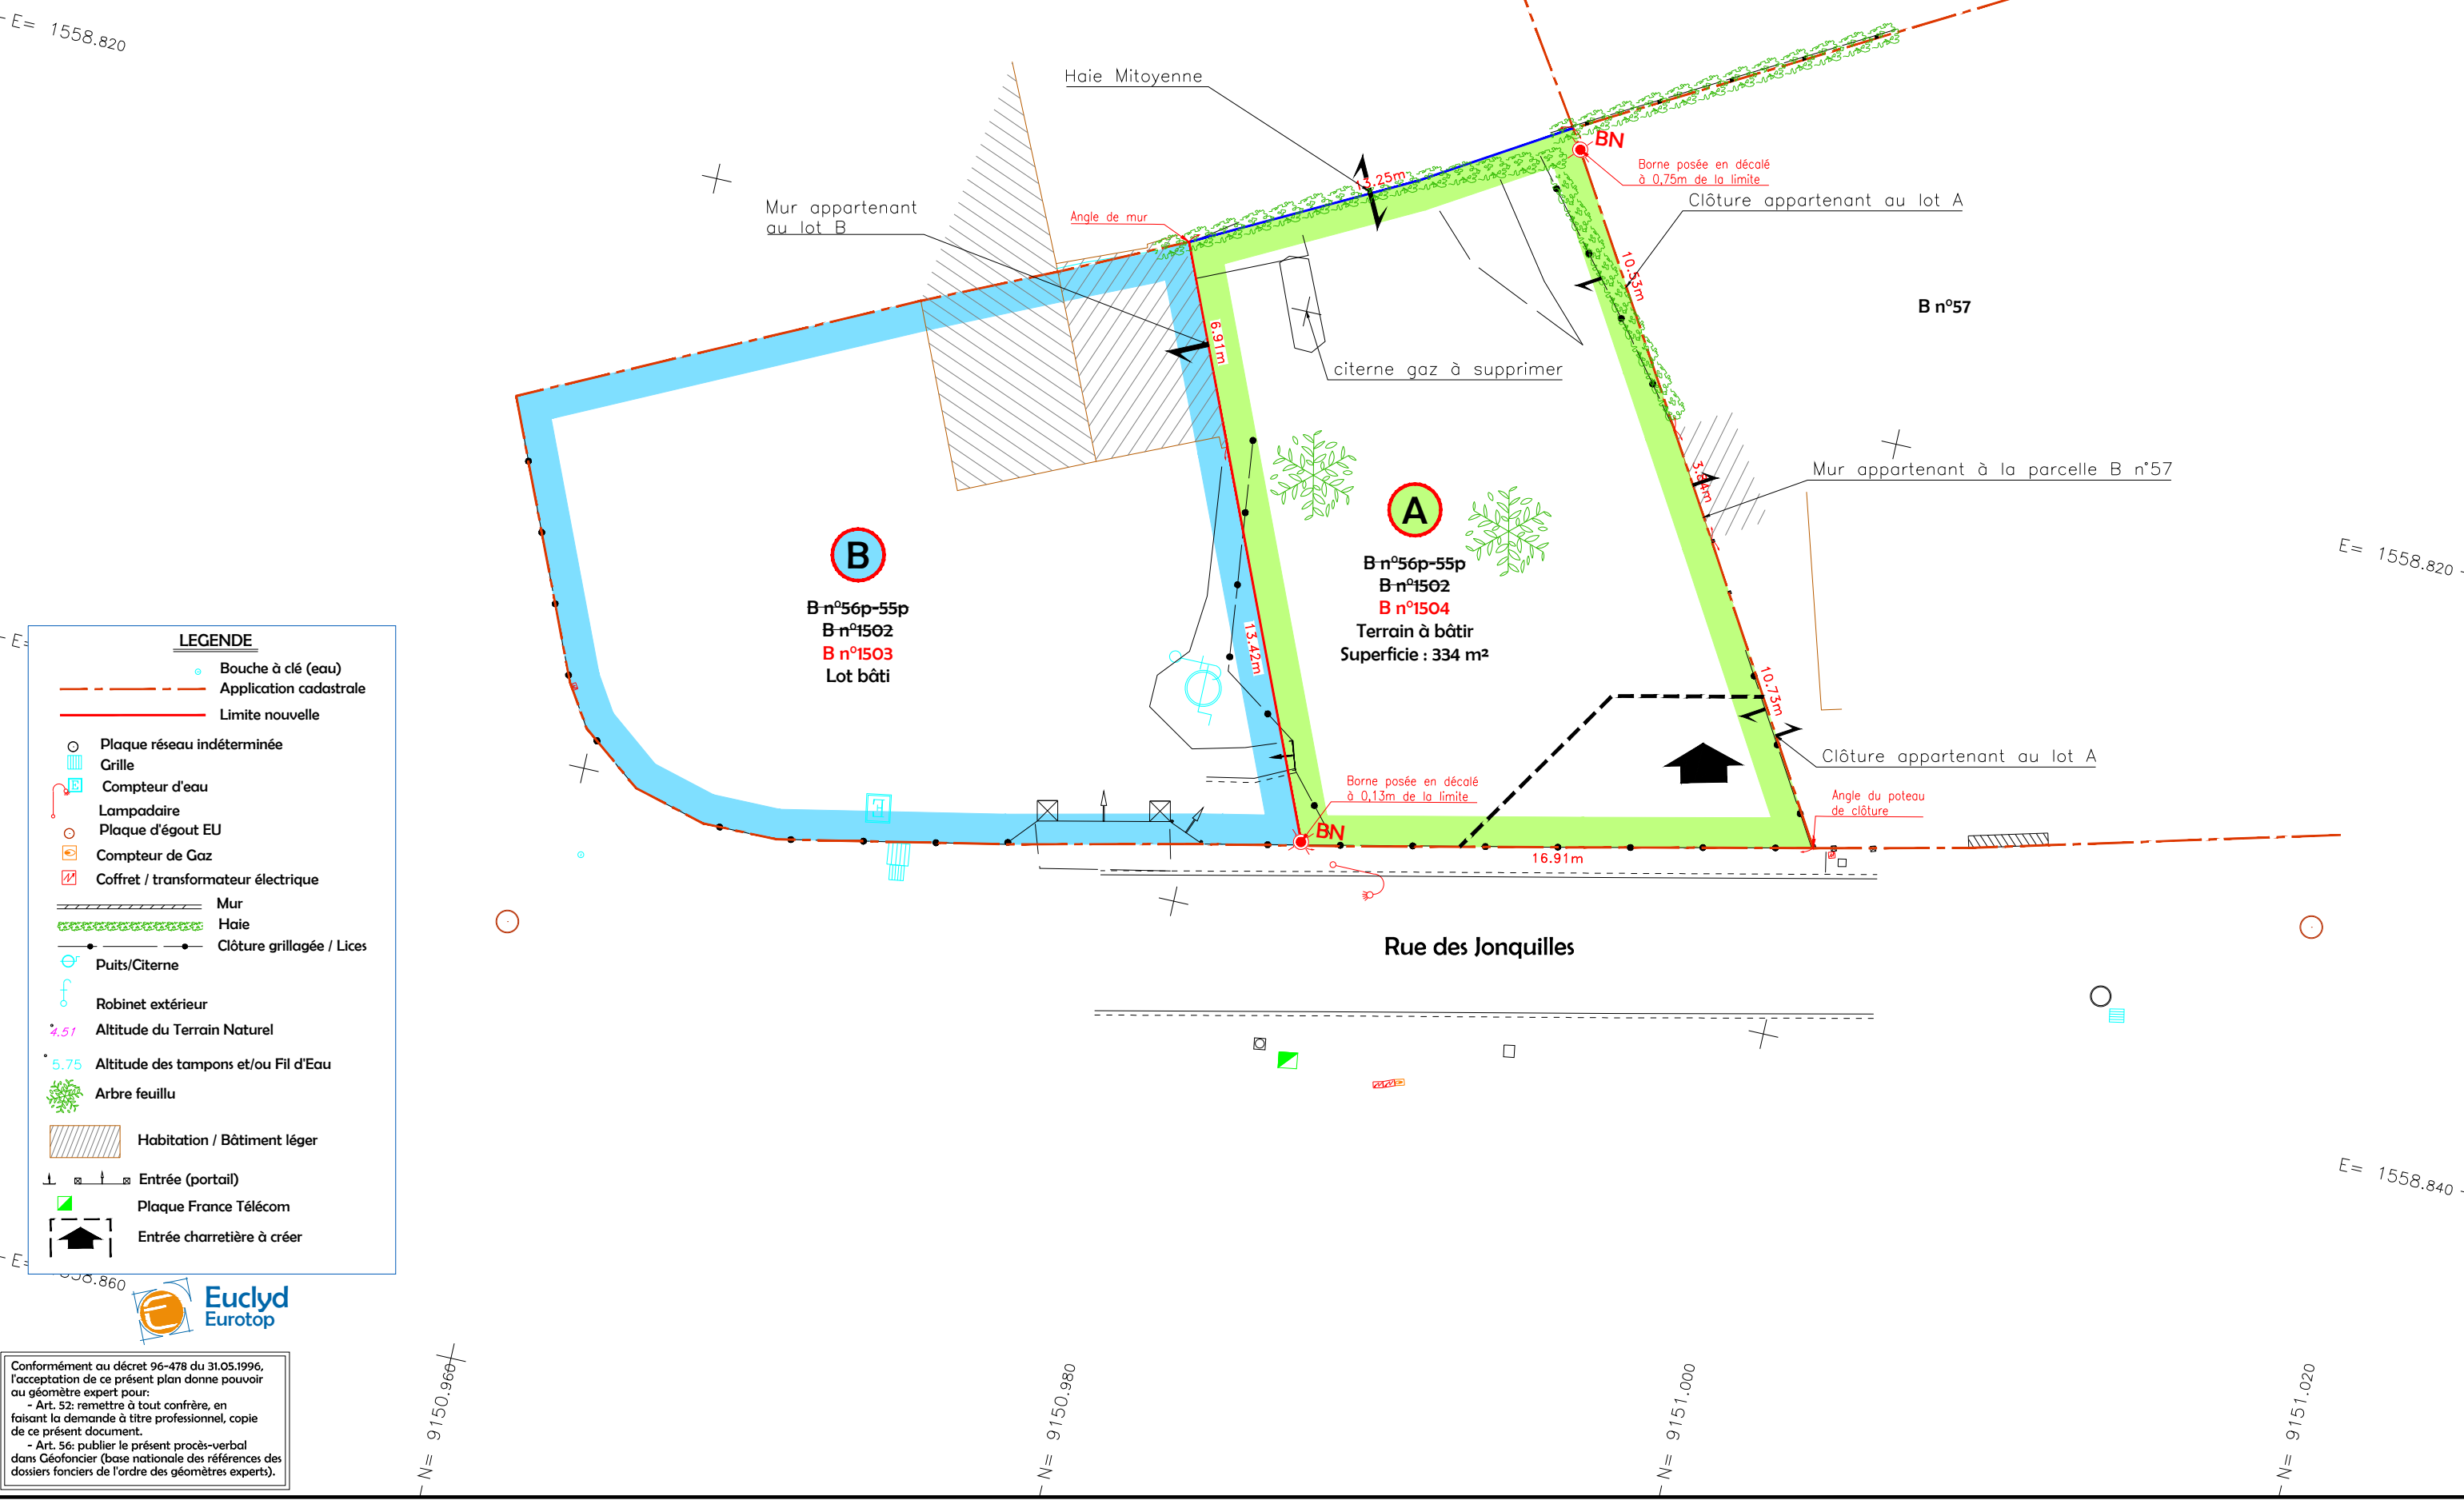 E= 1558.820
Haie Mitoyenne
13.25m
BN
Borne posée en décalé
à 0,75m de la limite
Clôture appartenant au lot A
Mur appartenant
au lot B
Angle de mur
10.53m
B n°57
6.91m
citerne gaz à supprimer
Mur appartenant à la parcelle B n°57
3.84m
E= 1558.820
A
B n°56p-55p
B n°1502
B n°1504
Terrain à bâtir
Superficie : 334 m²
B
B n°56p-55p
B n°1502
B n°1503
Lot bâti
13.42m
10.73m
Clôture appartenant au lot A
Borne posée en décalé
à 0,13m de la limite
BN
Angle du poteau
de clôture
16.91m
E
Rue des Jonquilles
E=
LEGENDE
Bouche à clé (eau)
Application cadastrale
Limite nouvelle
Plaque réseau indéterminée
Grille
E
Compteur d'eau
Lampadaire
Plaque d'égout EU
Compteur de Gaz
Coffret / transformateur électrique
Mur
Haie
Clôture grillagée / Lices
Puits/Citerne
Robinet extérieur
4.51
Altitude du Terrain Naturel
5.75
Altitude des tampons et/ou Fil d'Eau
Arbre feuillu
Habitation / Bâtiment léger
Entrée (portail)
Plaque France Télécom
Entrée charretière à créer
E= 1558.840
Euclyd
Eurotop
Conformément au décret 96-478 du 31.05.1996,
l'acceptation de ce présent plan donne pouvoir
au géomètre expert pour:
- Art. 52: remettre à tout confrère, en
faisant la demande à titre professionnel, copie
de ce présent document.
- Art. 56: publier le présent procès-verbal
dans Géofoncier (base nationale des références des
dossiers fonciers de l'ordre des géomètres experts).
N= 9150.960
N= 9150.980
N= 9151.000
N= 9151.020